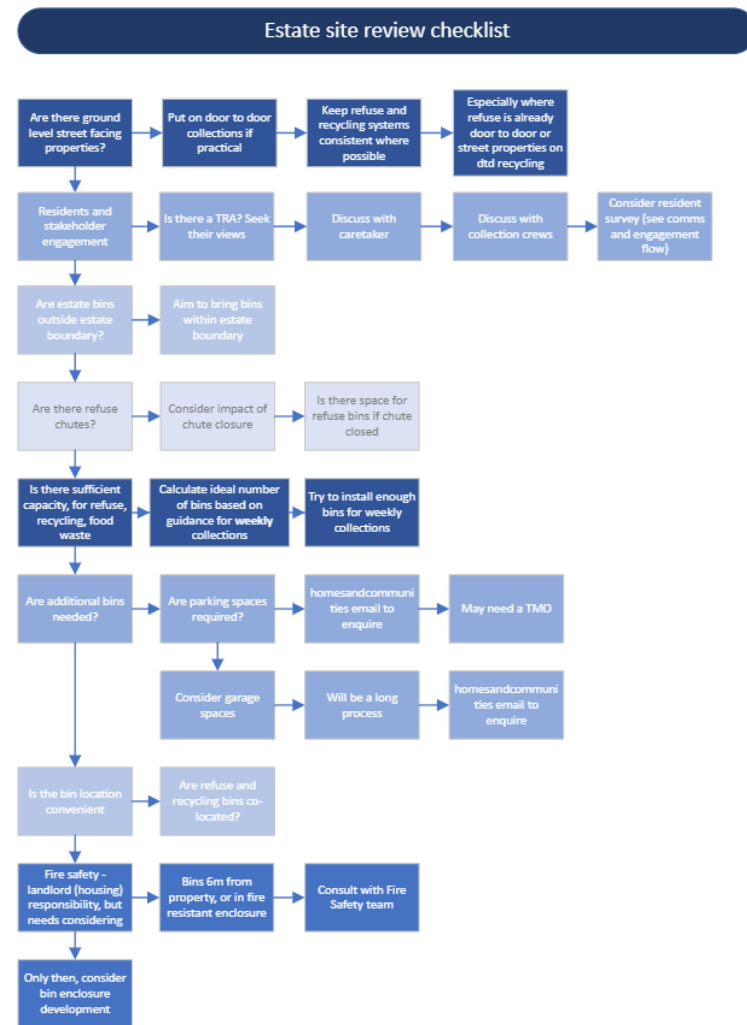 Estate site review checklist
Are there ground
level street facing
properties?
Put on door to door
collections if
practical
Keep refuse and
recycling systems
consistent where
possible
Especially where
refuse is already
door to door or
street properties on
dtd recycling
Residents and
stakeholder
engagement
Is there a TRA? Seek
their views
Discuss with
caretaker
Discuss with
collection crews
Consider resident
survey (see comms
and engagement
flow)
Are estate bins
outside estate
boundary?
Aim to bring bins
within estate
boundary
Are there refuse
chutes?
Consider impact of
chute closure
Is there space for
refuse bins if chute
closed
Is there sufficient
capacity, for refuse,
recycling, food
waste
Calculate ideal number
of bins based on
guidance for weekly
collections
Try to install enough
bins for weekly
collections
Are additional bins
needed?
Are parking spaces
required?
homesandcommuni
ties email to
enquire
May need a TMO
Consider garage
spaces
Will be a long
process
homesandcommuni
ties email to
enquire
Is the bin location
convenient
Are refuse and
recycling bins co-
located?
Fire safety -
landlord (housing)
responsibility, but
needs considering
Bins 6m from
property, or in fire
resistant enclosure
Consult with Fire
Safety team
Only then, consider
bin enclosure
development